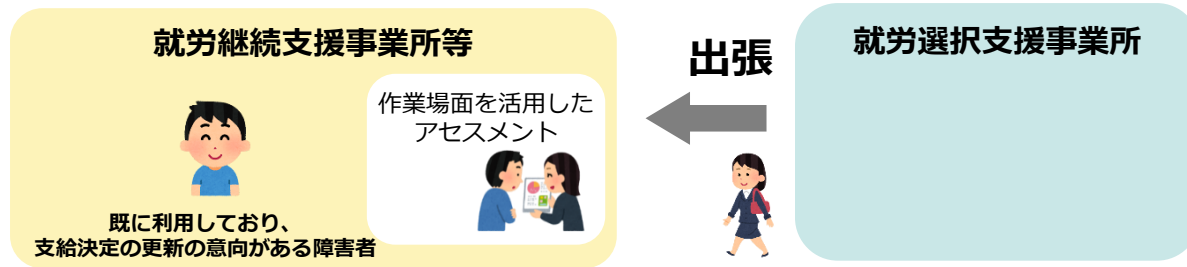 就労継続支援事業所等
作業場面を活用した
アセスメント
既に利用しており、
支給決定の更新の意向がある障害者
出張
就労選択支援事業所